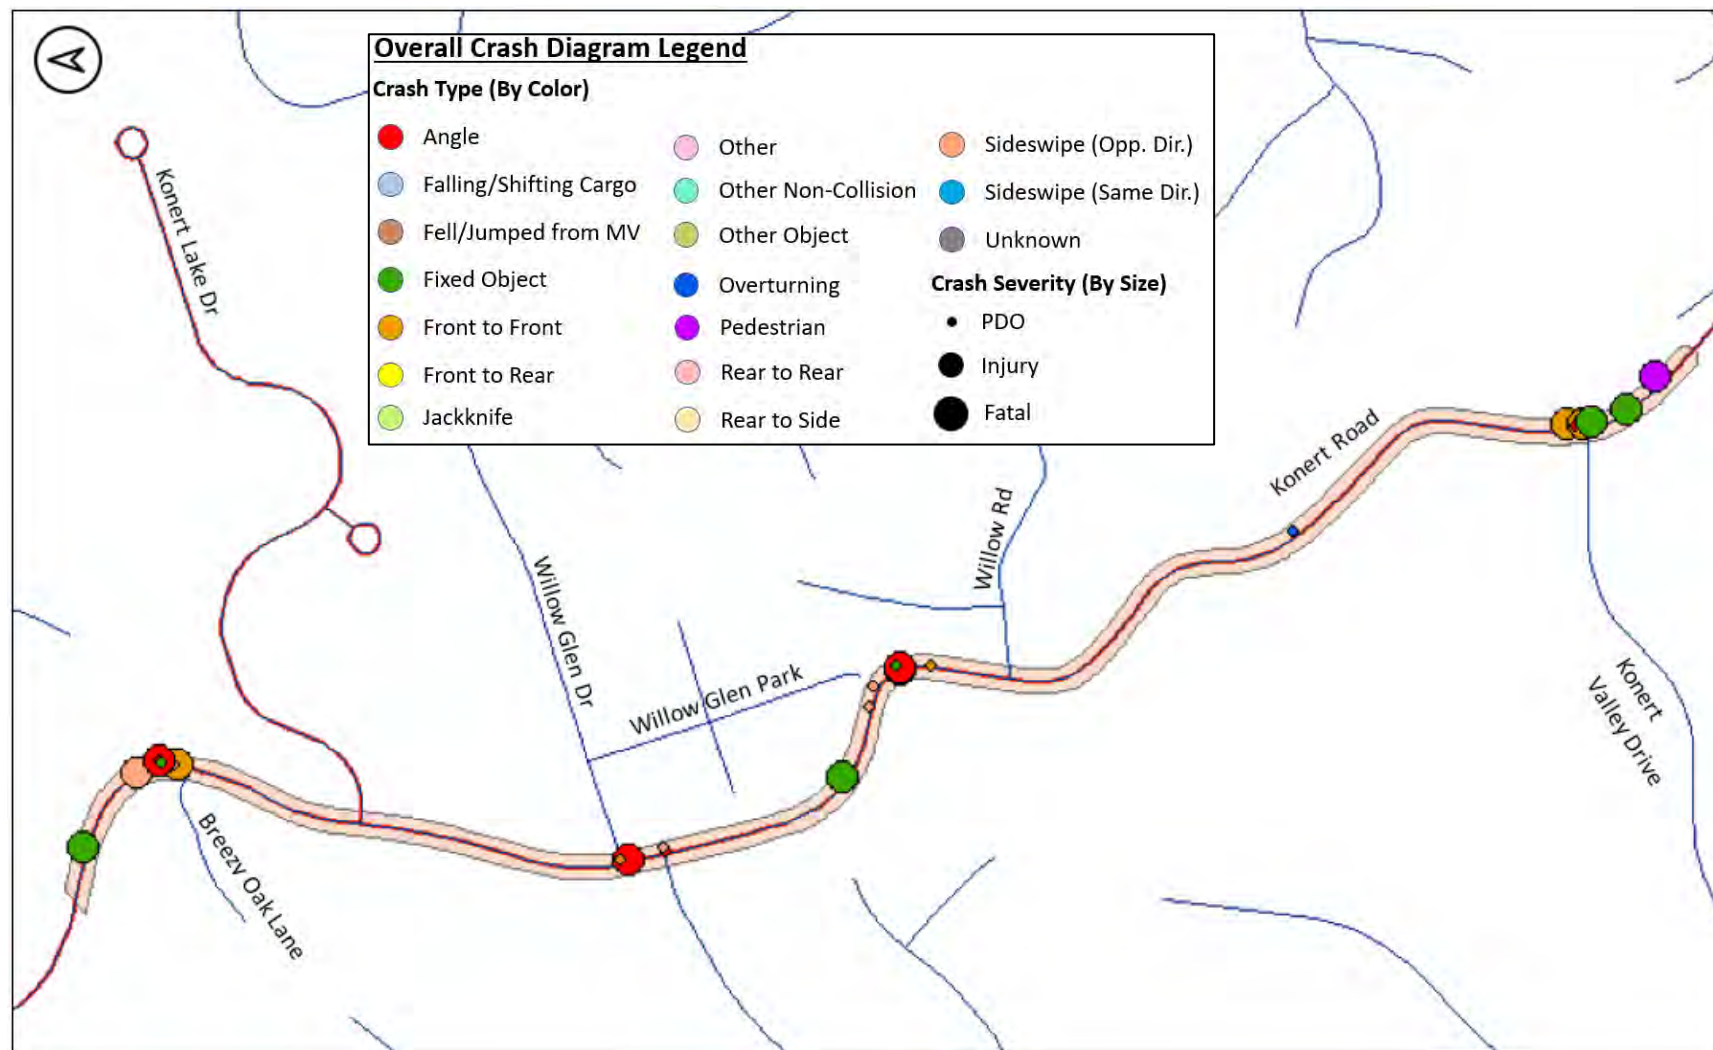 Overall Crash Diagram Legend
Crash Type (By Color)
Angle
Falling/Shifting Cargo
Fell/Jumped from MV
Fixed Object
Front to Front
Front to Rear
Jackknife
Other
Other Non-Collision
Other Object
Overturning
Pedestrian
Rear to Rear
Rear to Side
Sideswipe (Opp. Dir.)
Sideswipe (Same Dir.)
Unknown
Crash Severity (By Size)
PDO
Injury
Fatal
Konert Lake Dr
Konert Road
Willow Rd
Willow Glen Dr
Willow Glen Park
Konert
Valley Drive
Breezy Oak Lane